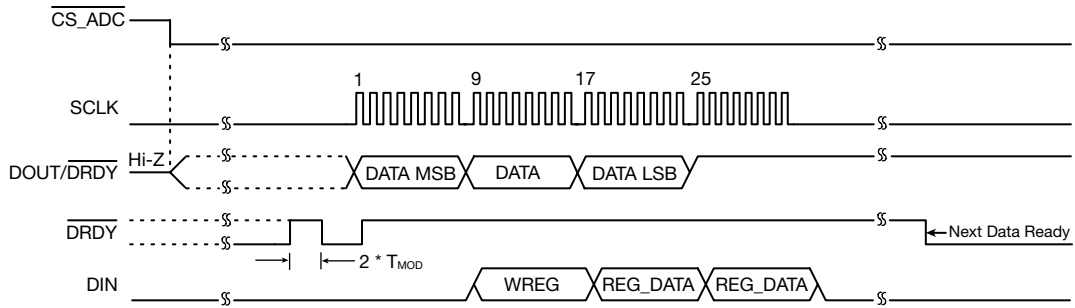 CS_ADC
1 9 17 25
SCLK
Hi-Z
DOUT/DRDY
DATA MSB DATA DATA LSB
DRDY
Next Data Ready
2 * TMOD
DIN
WREG REG_DATA REG_DATA